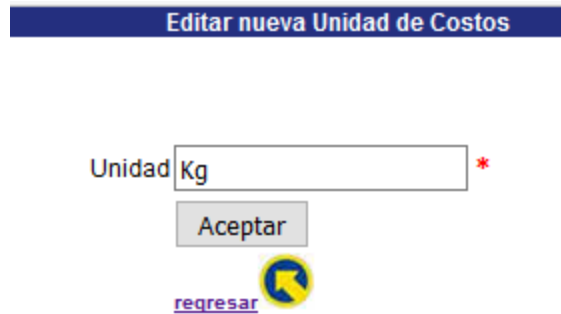 Editar nueva Unidad de Costos
Unidad Kg *
Aceptar
regresar